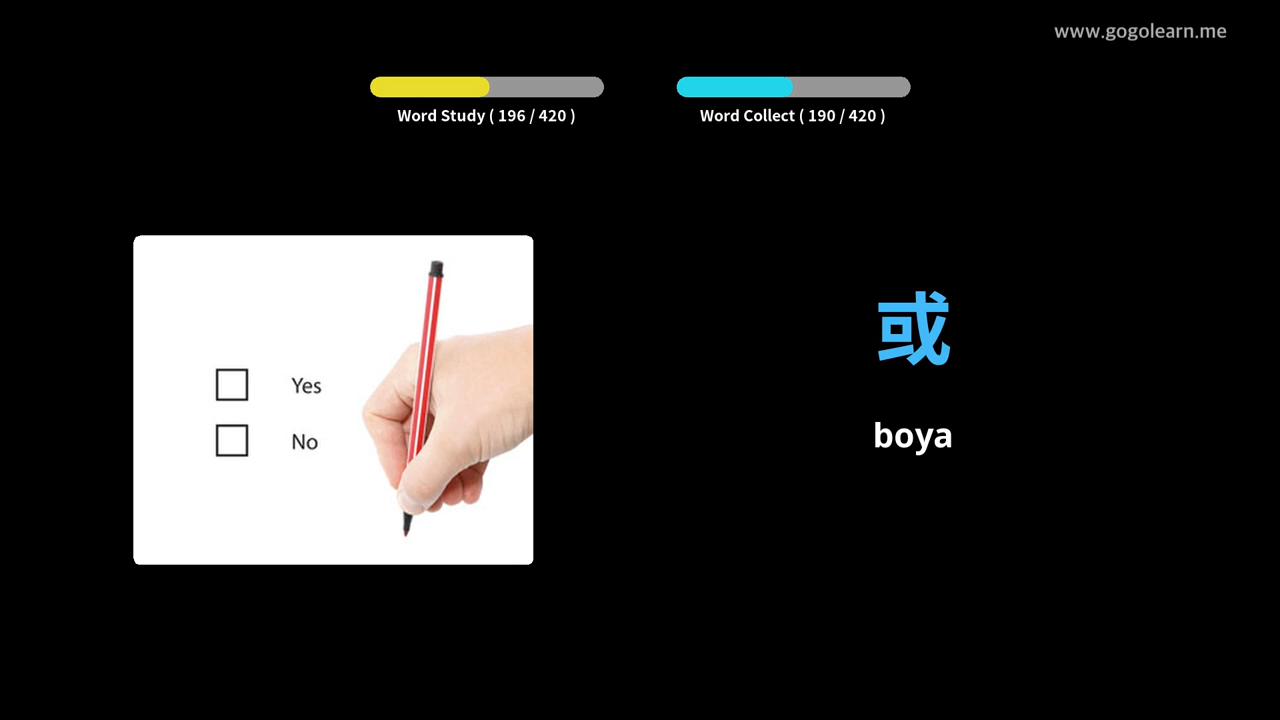 www.gogolearn.me
Word Study ( 196 / 420 )
Word Collect ( 190 / 420 )
Yes
No
或
boya